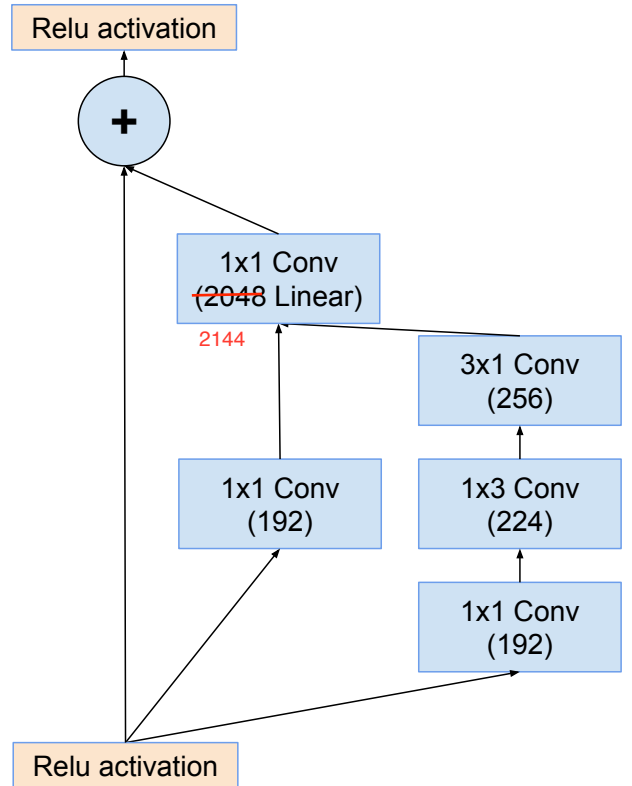 Relu activation
+
1x1 Conv
(2048 Linear)
2144
3x1 Conv
(256)
1x1 Conv
(192)
1x3 Conv
(224)
1x1 Conv
(192)
Relu activation